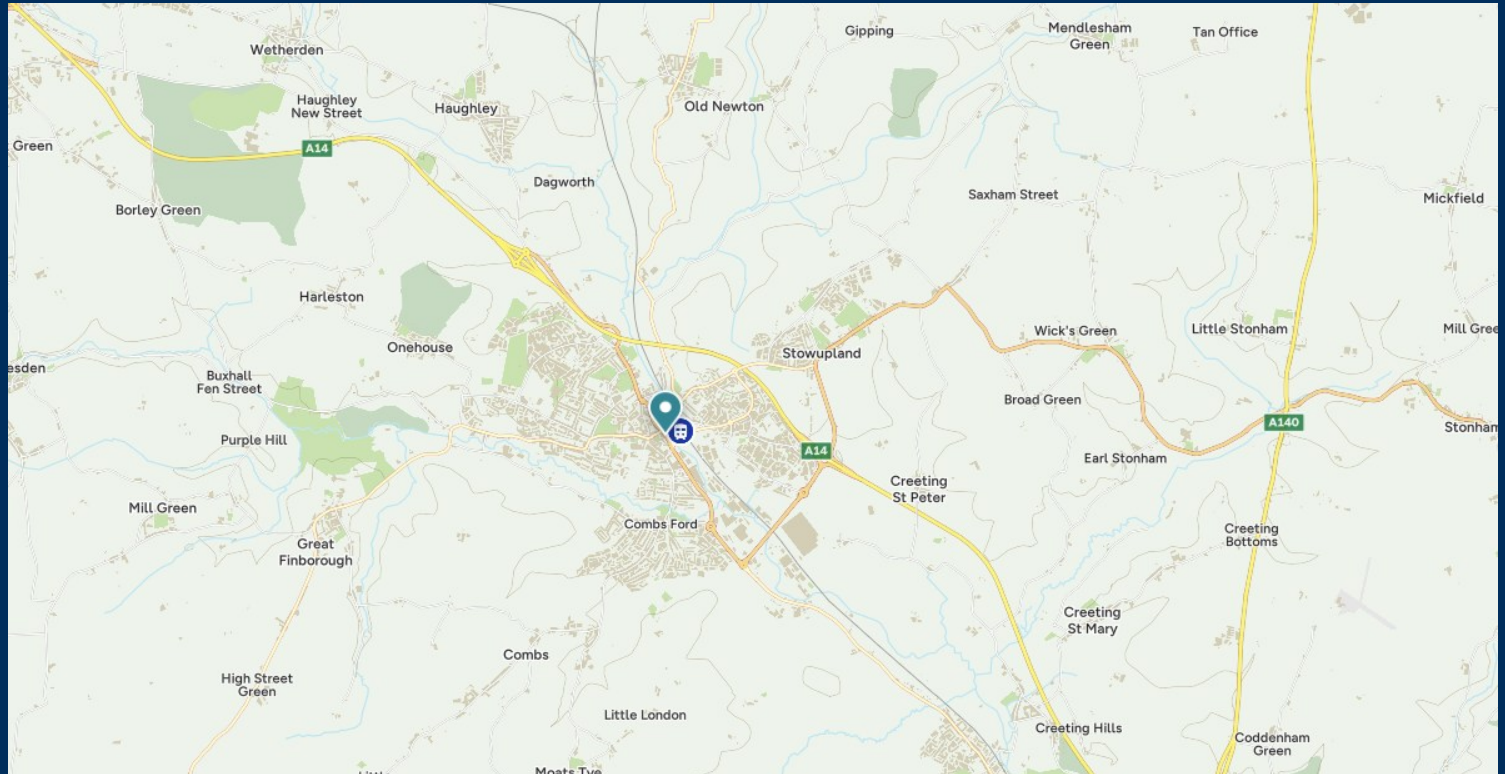 Gipping
Mendlesham
Green
Tan Office
Wetherden
Haughley
New Street
Haughley
Old Newton
Green
A14
Dagworth
Saxham Street
Mickfield
Borley Green
Harleston
Onehouse
Stowupland
Wick's Green
Little Stonham
Mill Gree
esden
Buxhall
Fen Street
Broad Green
Purple Hill
A14
A140
Stonham
Earl Stonham
Creeting
St Peter
Mill Green
Combs Ford
Great
Finborough
Creeting
Bottoms
Creeting
St Mary
Combs
High Street
Green
Little London
Creeting Hills
Coddenham
Green
Moats Tye